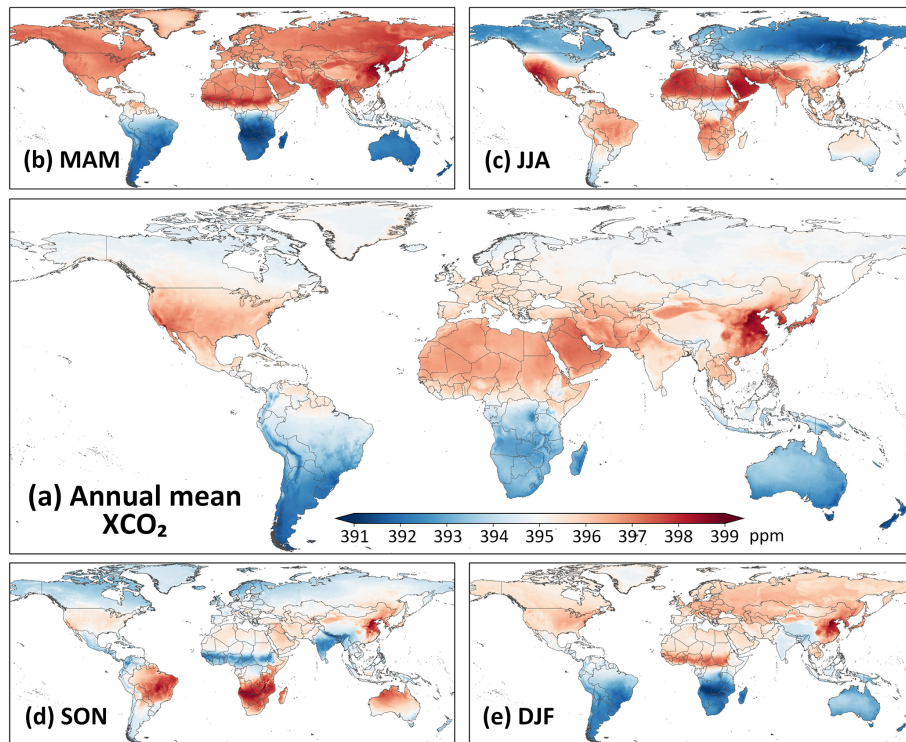 (b) MAM
(c) JJA
(a) Annual mean
XCO₂
391 392 393 394 395 396 397 398 399 ppm
(d) SON
(e) DJF